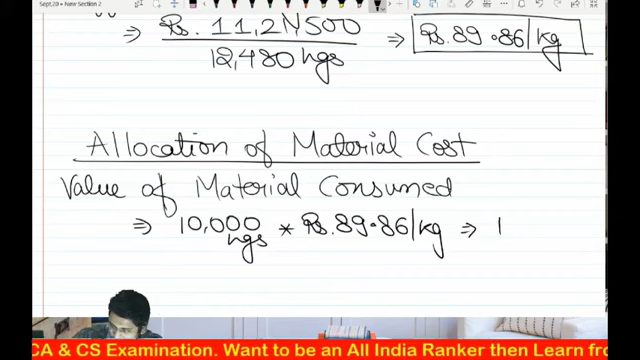 Sept.20 ▸ New Section 2
⇒ Rs. 11,21,500
12,480 kgs
⇒ Rs.89.86/kg
Allocation of Material Cost
Value of Material Consumed
⇒ 10,000 kgs * Rs.89.86/kg ⇒ 1
CA & CS Examination. Want to be an All India Ranker then Learn fro